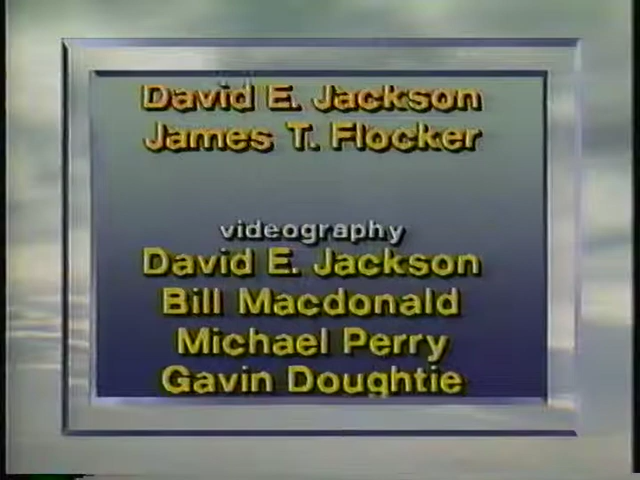 David E. Jackson
James T. Flocker
videography
David E. Jackson
Bill Macdonald
Michael Perry
Gavin Doughtie